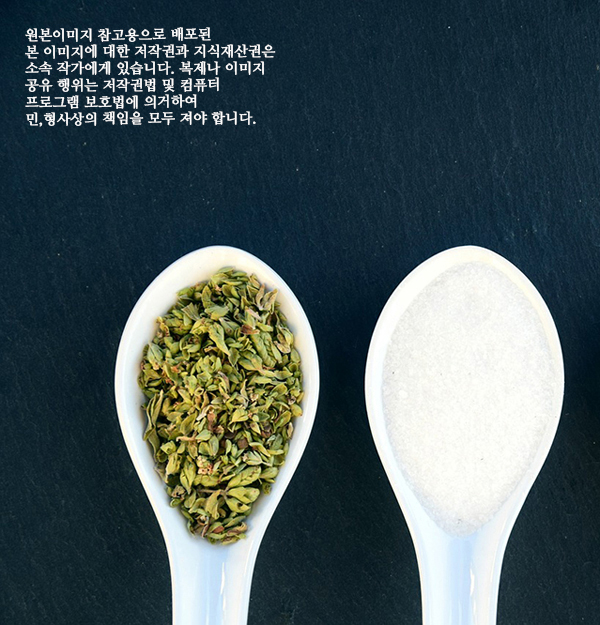 원본이미지 참고용으로 배포된
본 이미지에 대한 저작권과 지식재산권은
소속 작가에게 있습니다. 복제나 이미지
공유 행위는 저작권법 및 컴퓨터
프로그램 보호법에 의거하여
민,형사상의 책임을 모두 져야 합니다.